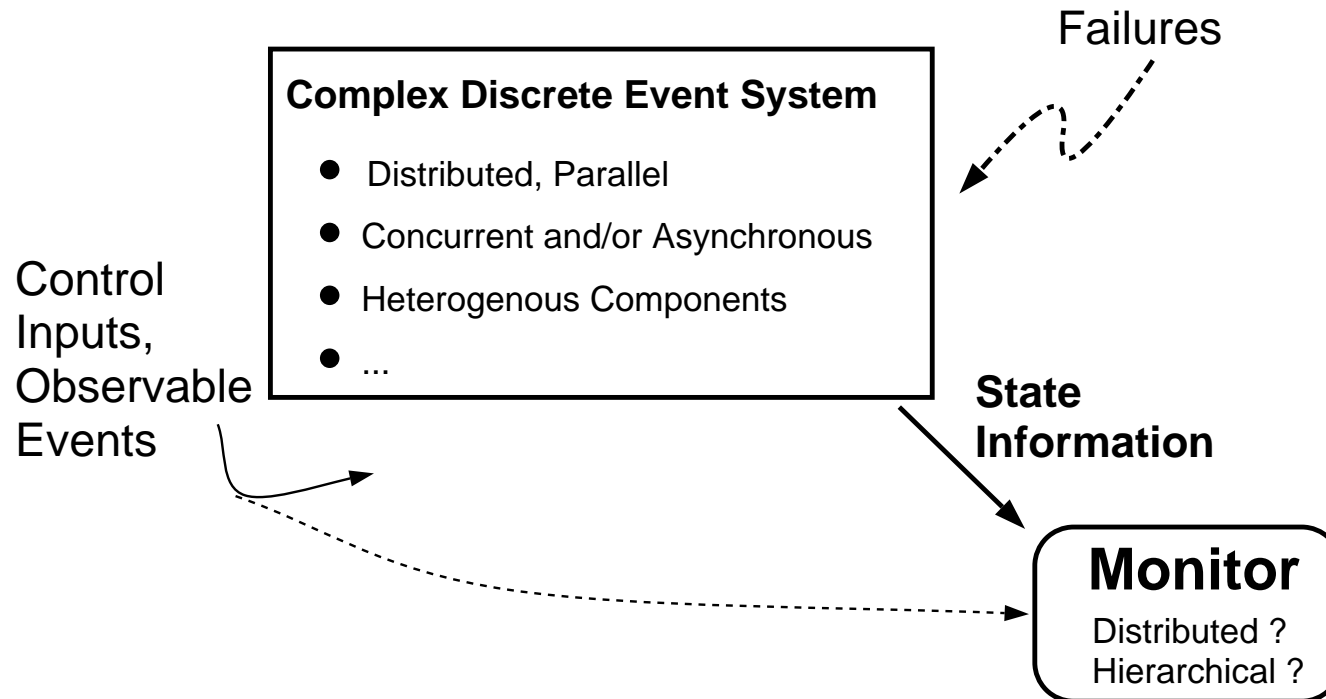 Failures
Complex Discrete Event System
● Distributed, Parallel
● Concurrent and/or Asynchronous
● Heterogenous Components
● ...
Control
Inputs,
Observable
Events
State
Information
Monitor
Distributed ?
Hierarchical ?